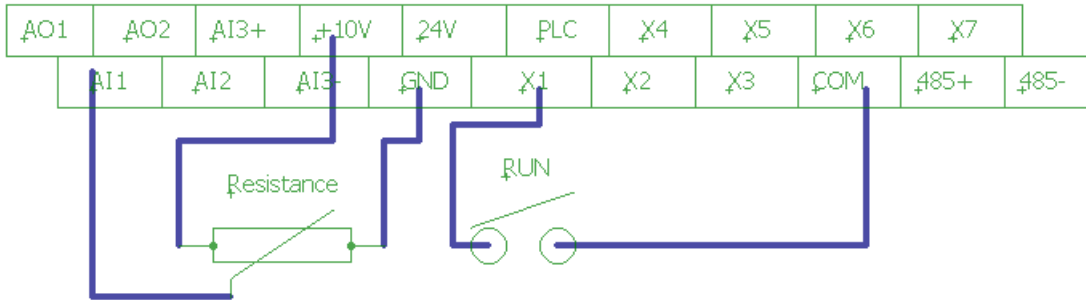 AO1 AO2 AI3+ +10V 24V PLC X4 X5 X6 X7
AI1 AI2 AI3- GND X1 X2 X3 COM 485+ 485-
RUN
Resistance